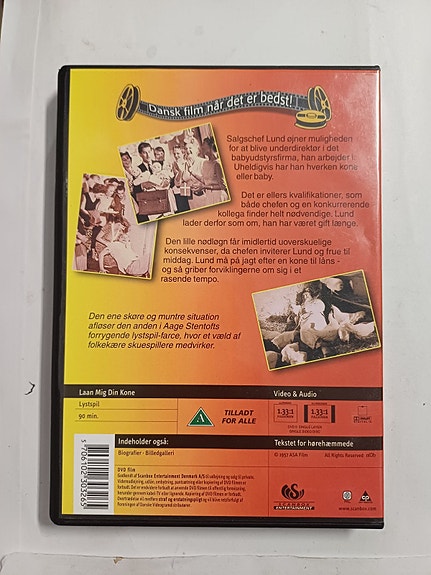 Dansk film når det er bedst!
Salgschef Lund øjner muligheden
for at blive underdirektør i det
babyudstyrsfirma, han arbejder i.
Uheldigvis har han hverken kone
eller baby.
Det er ellers kvalifikationer, som
både chefen og en konkurrerende
kollega finder helt nødvendige. Lund
lader derfor som om, han har været gift længe.
Den lille nødløgn får imidlertid uoverskuelige
konsekvenser, da chefen inviterer Lund og frue til
middag. Lund må på jagt efter en kone til låns -
og så griber forviklingerne om sig i et
rasende tempo.
Den ene skøre og muntre situation
afløser den anden i Aage Stentofts
forrygende lystspil-farce, hvor et væld af
folkekære skuespillere medvirker.
Laan Mig Din Kone
Video & Audio
Lystspil
90 min.
A
TILLADT
FOR ALLE
1.33:1
1.33:1
Indeholder også:
Biografier · Billedgalleri
Tekstet for hørehæmmede
© 1957 ASA Film
All Rights Reserved.
DVD film
5706102303265
SCANBOX
ENTERTAINMENT
www.scanbox.com